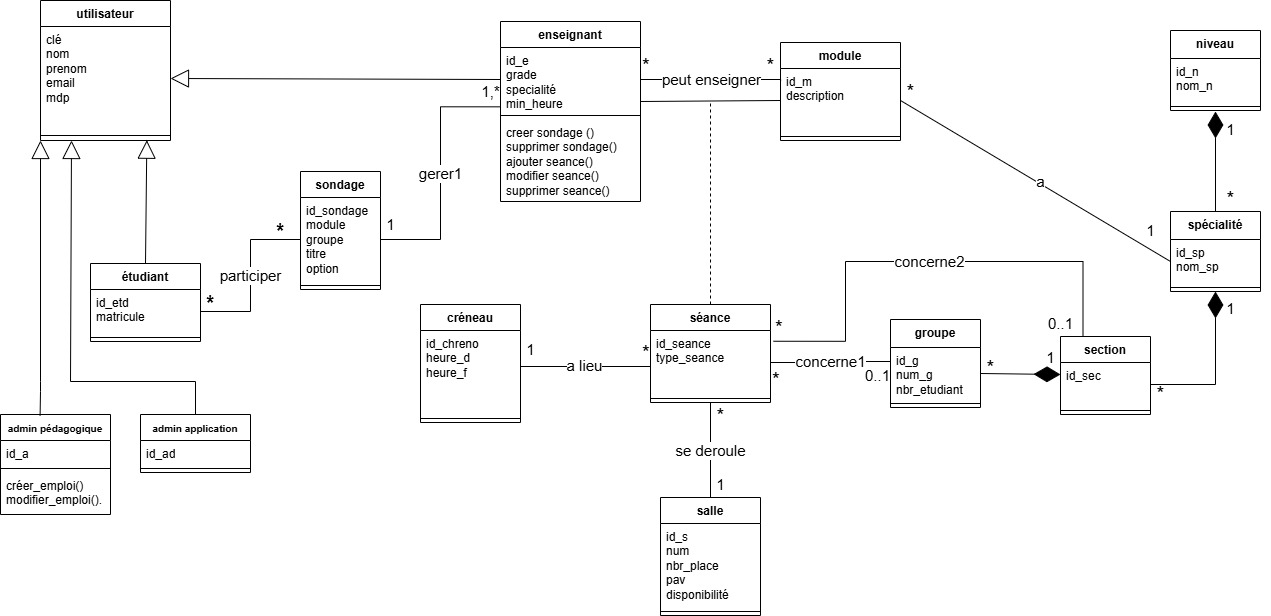 utilisateur
clé
nom
prenom
email
mdp
enseignant
id_e
grade
specialité
min_heure
creer sondage ()
supprimer sondage()
ajouter seance()
modifier seance()
supprimer seance()
*
peut enseigner
*
module
id_m
description
*
a
1
niveau
id_n
nom_n
1
*
spécialité
id_sp
nom_sp
1
*
1,*
gerer1
1
sondage
id_sondage
module
groupe
titre
option
*
participer
*
étudiant
id_etd
matricule
créneau
id_chreno
heure_d
heure_f
1
a lieu
*
séance
id_seance
type_seance
*
concerne2
0..1
*
concerne1
0..1
groupe
id_g
num_g
nbr_etudiant
*
1
section
id_sec
admin pédagogique
id_a
créer_emploi()
modifier_emploi().
admin application
id_ad
*
se deroule
1
salle
id_s
num
nbr_place
pav
disponibilité